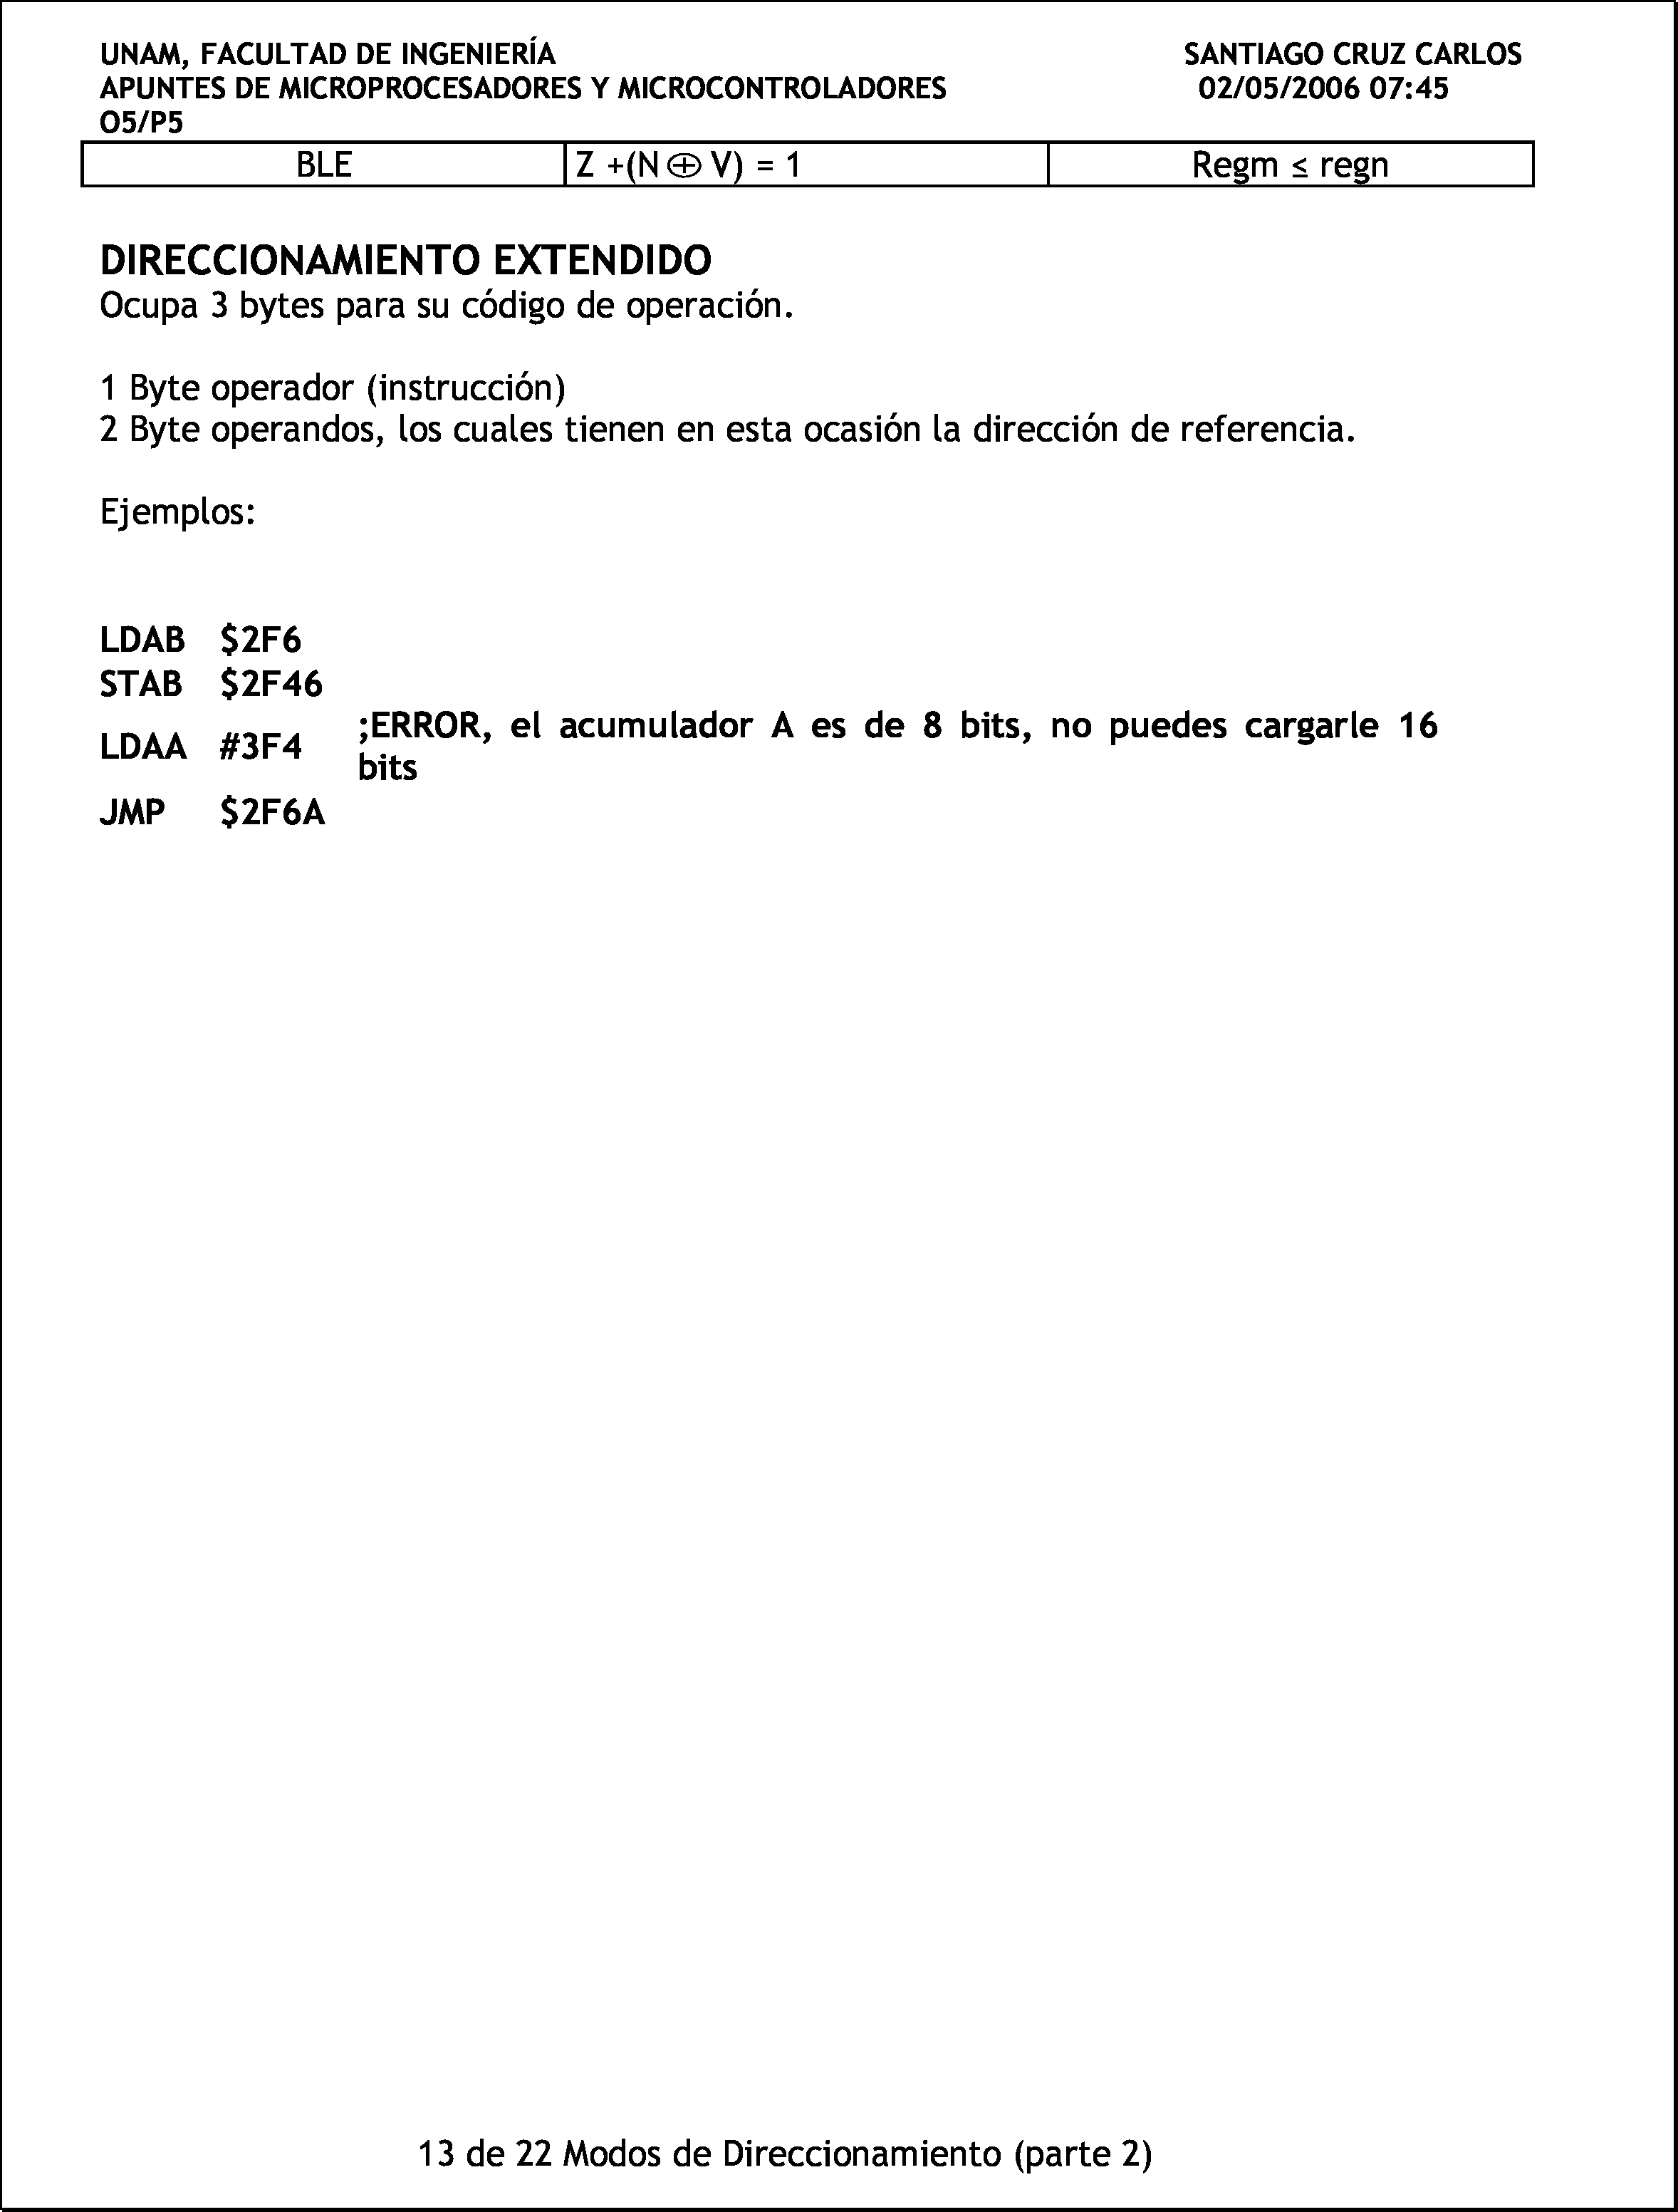 UNAM, FACULTAD DE INGENIERÍA SANTIAGO CRUZ CARLOS
APUNTES DE MICROPROCESADORES Y MICROCONTROLADORES 02/05/2006 07:45
O5/P5
BLE Z +(N ⊕ V) = 1 Regm ≤ regn
DIRECCIONAMIENTO EXTENDIDO
Ocupa 3 bytes para su código de operación.
1 Byte operador (instrucción)
2 Byte operandos, los cuales tienen en esta ocasión la dirección de referencia.
Ejemplos:
LDAB $2F6
STAB $2F46
LDAA #3F4 ;ERROR, el acumulador A es de 8 bits, no puedes cargarle 16
bits
JMP $2F6A
13 de 22 Modos de Direccionamiento (parte 2)